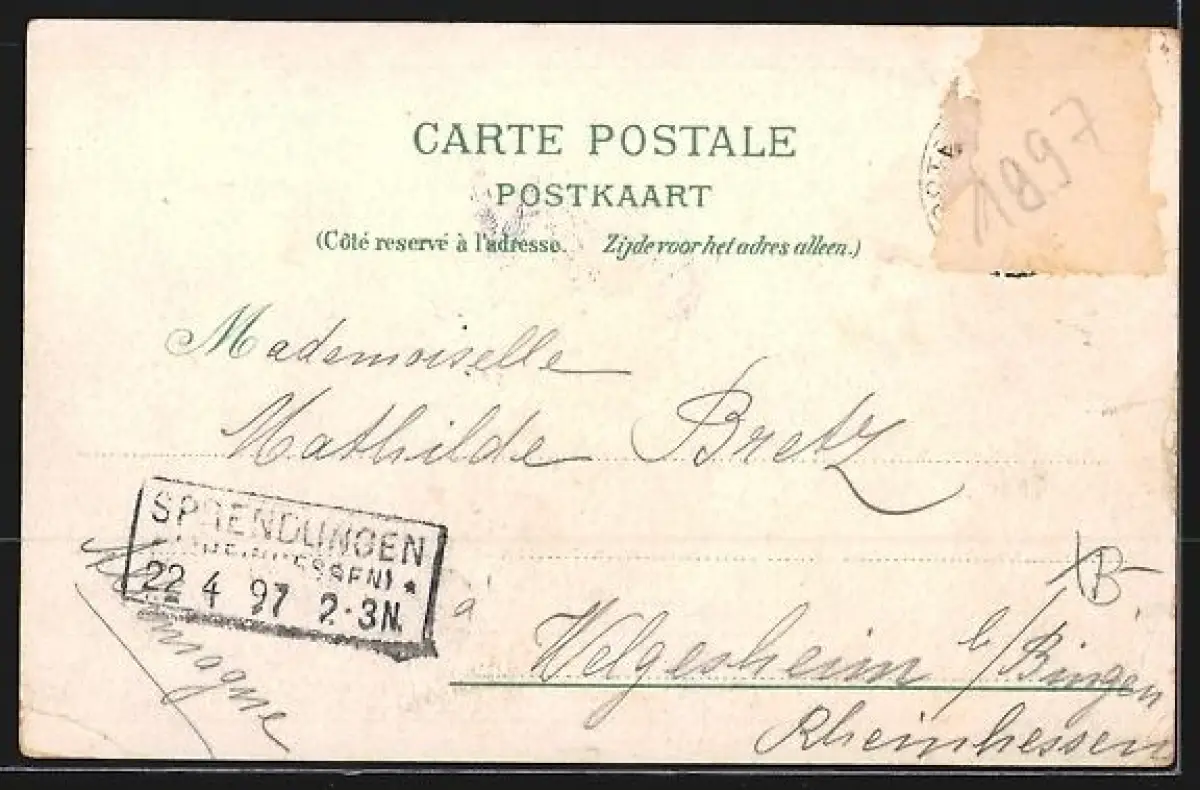 CARTE POSTALE
POSTKAART
(Côté reservé à l'adresse. Zijde voor het adres alleen.)
1897
Mademoiselle
Mathilde Bretz
SPRENDLINGEN
(RHEINHESSEN) *
22 4 97 2·3N.
a
Welgesheim b/Bingen
Rheinhessen